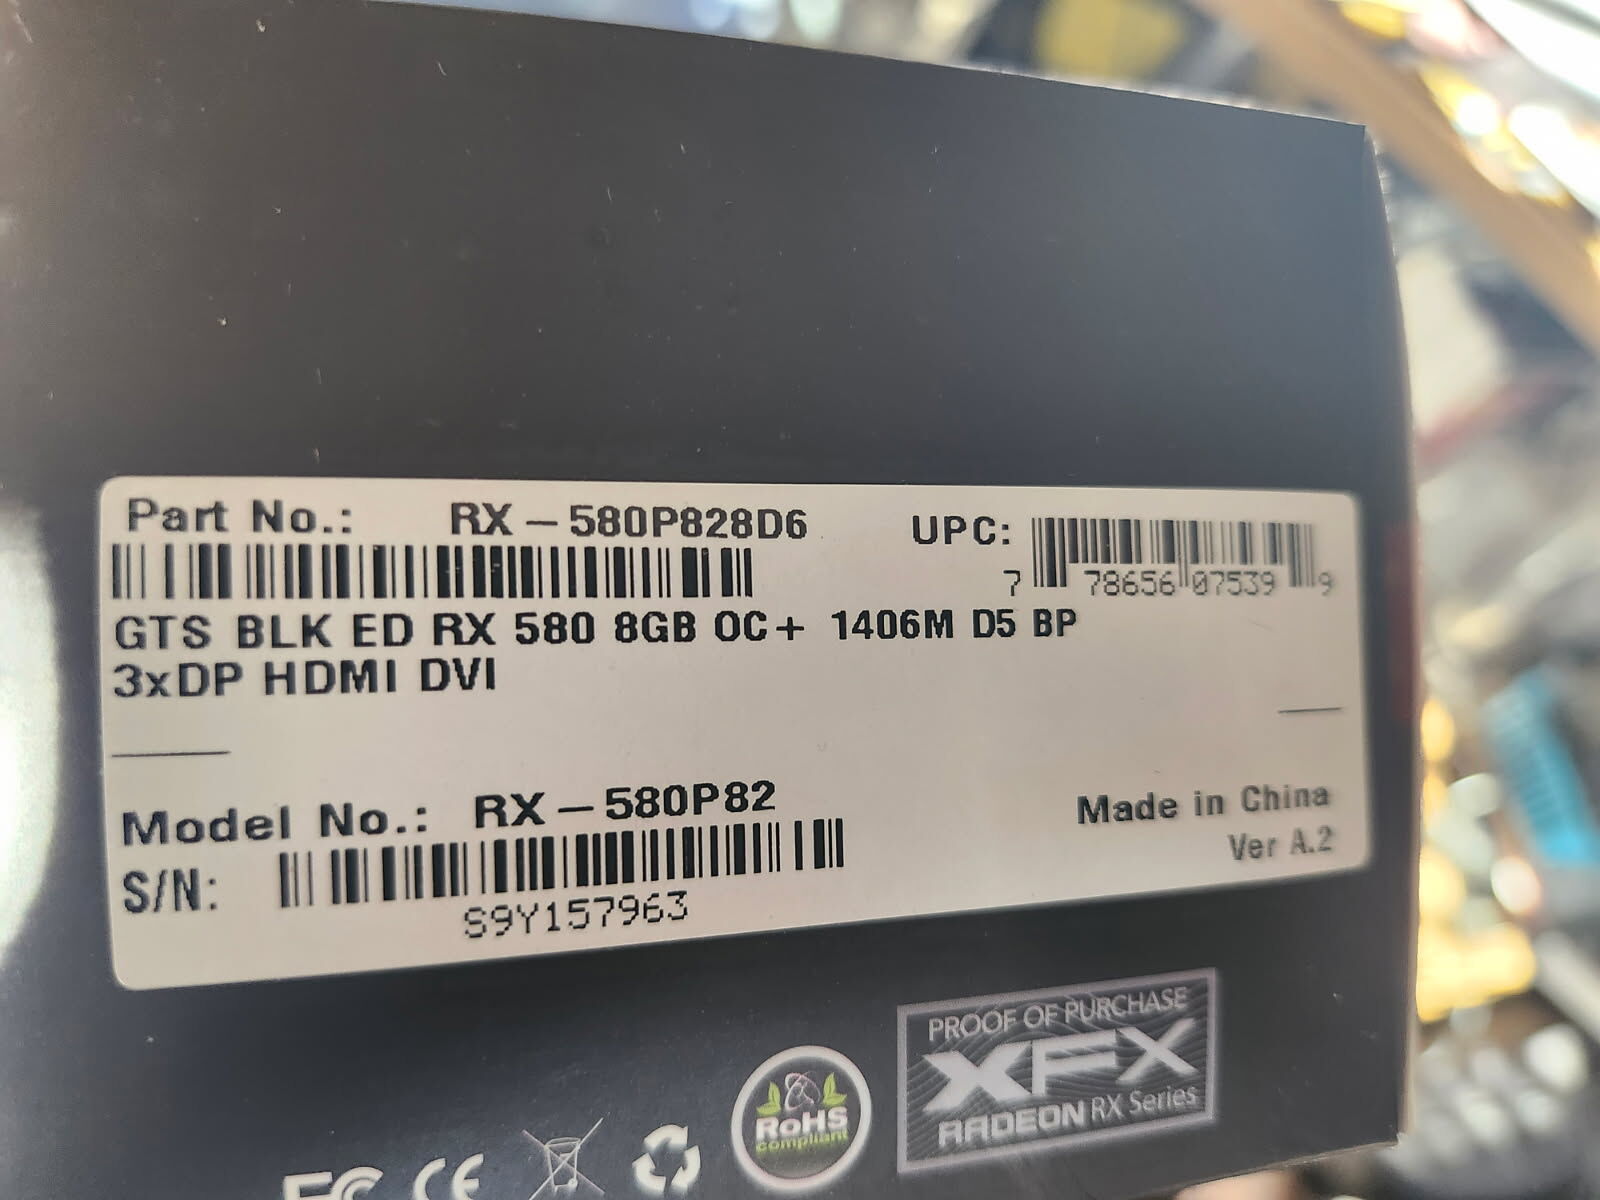 Part No.: RX-580P828D6
UPC:
7 78656 07539 9
GTS BLK ED RX 580 8GB OC+ 1406M D5 BP
3xDP HDMI DVI
Model No.: RX-580P82
Made in China
Ver A.2
S/N:
S9Y157963
PROOF OF PURCHASE
XFX
RADEON RX Series
RoHS
compliant
FC CE